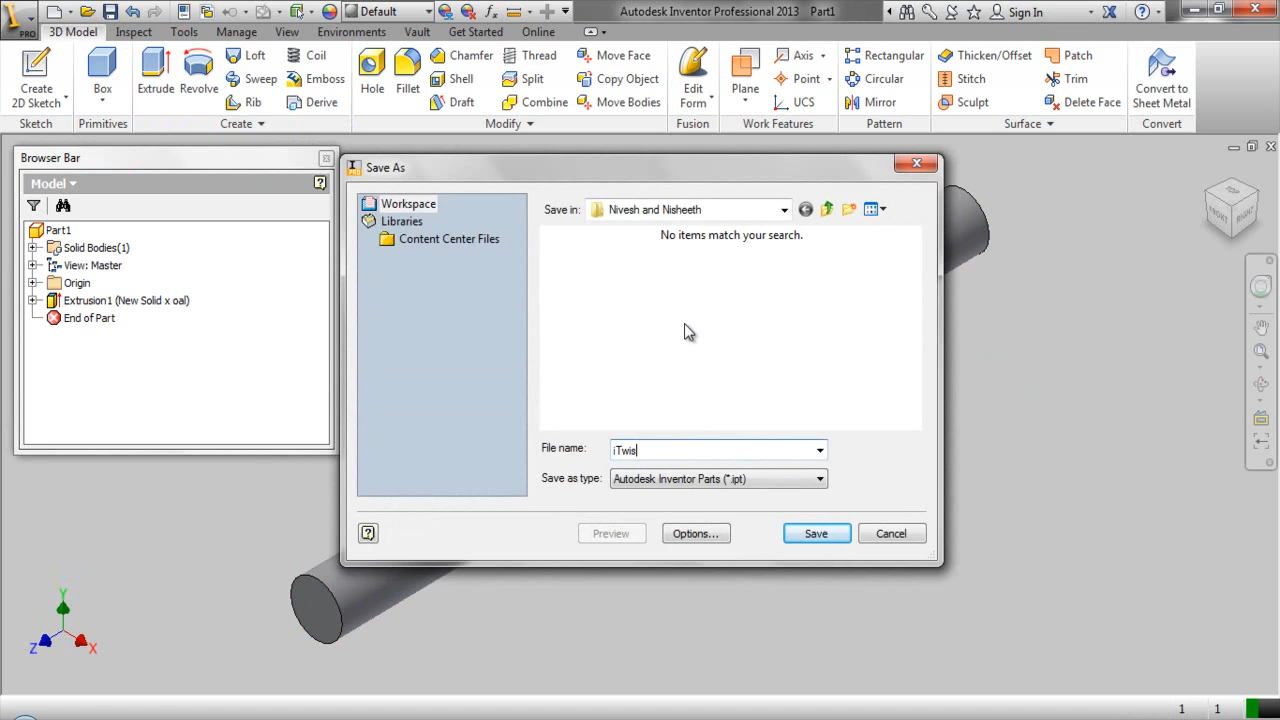 Default
Autodesk Inventor Professional 2013 Part1
Sign In
PRO
3D Model
Inspect
Tools
Manage
View
Environments
Vault
Get Started
Online
Create
2D Sketch
Sketch
Box
Primitives
Extrude
Revolve
Loft
Sweep
Rib
Coil
Emboss
Derive
Create
Hole
Fillet
Chamfer
Shell
Draft
Thread
Split
Combine
Move Face
Copy Object
Move Bodies
Modify
Edit
Form
Fusion
Plane
Axis
Point
UCS
Work Features
Rectangular
Circular
Mirror
Pattern
Thicken/Offset
Stitch
Sculpt
Patch
Trim
Delete Face
Surface
Convert to
Sheet Metal
Convert
Browser Bar
Model
Part1
Solid Bodies(1)
View: Master
Origin
Extrusion1 (New Solid x oal)
End of Part
Save As
Workspace
Libraries
Content Center Files
Save in: Nivesh and Nisheeth
No items match your search.
File name: iTwis
Save as type: Autodesk Inventor Parts (*.ipt)
Preview
Options...
Save
Cancel
FRONT
RIGHT
Y
Z
X
1 1